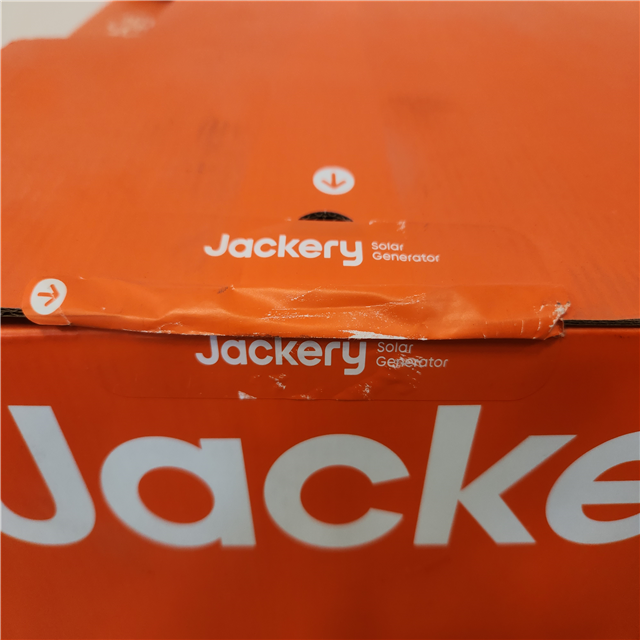 Jackery Solar
Generator
Jackery Solar
Generator
Jacke